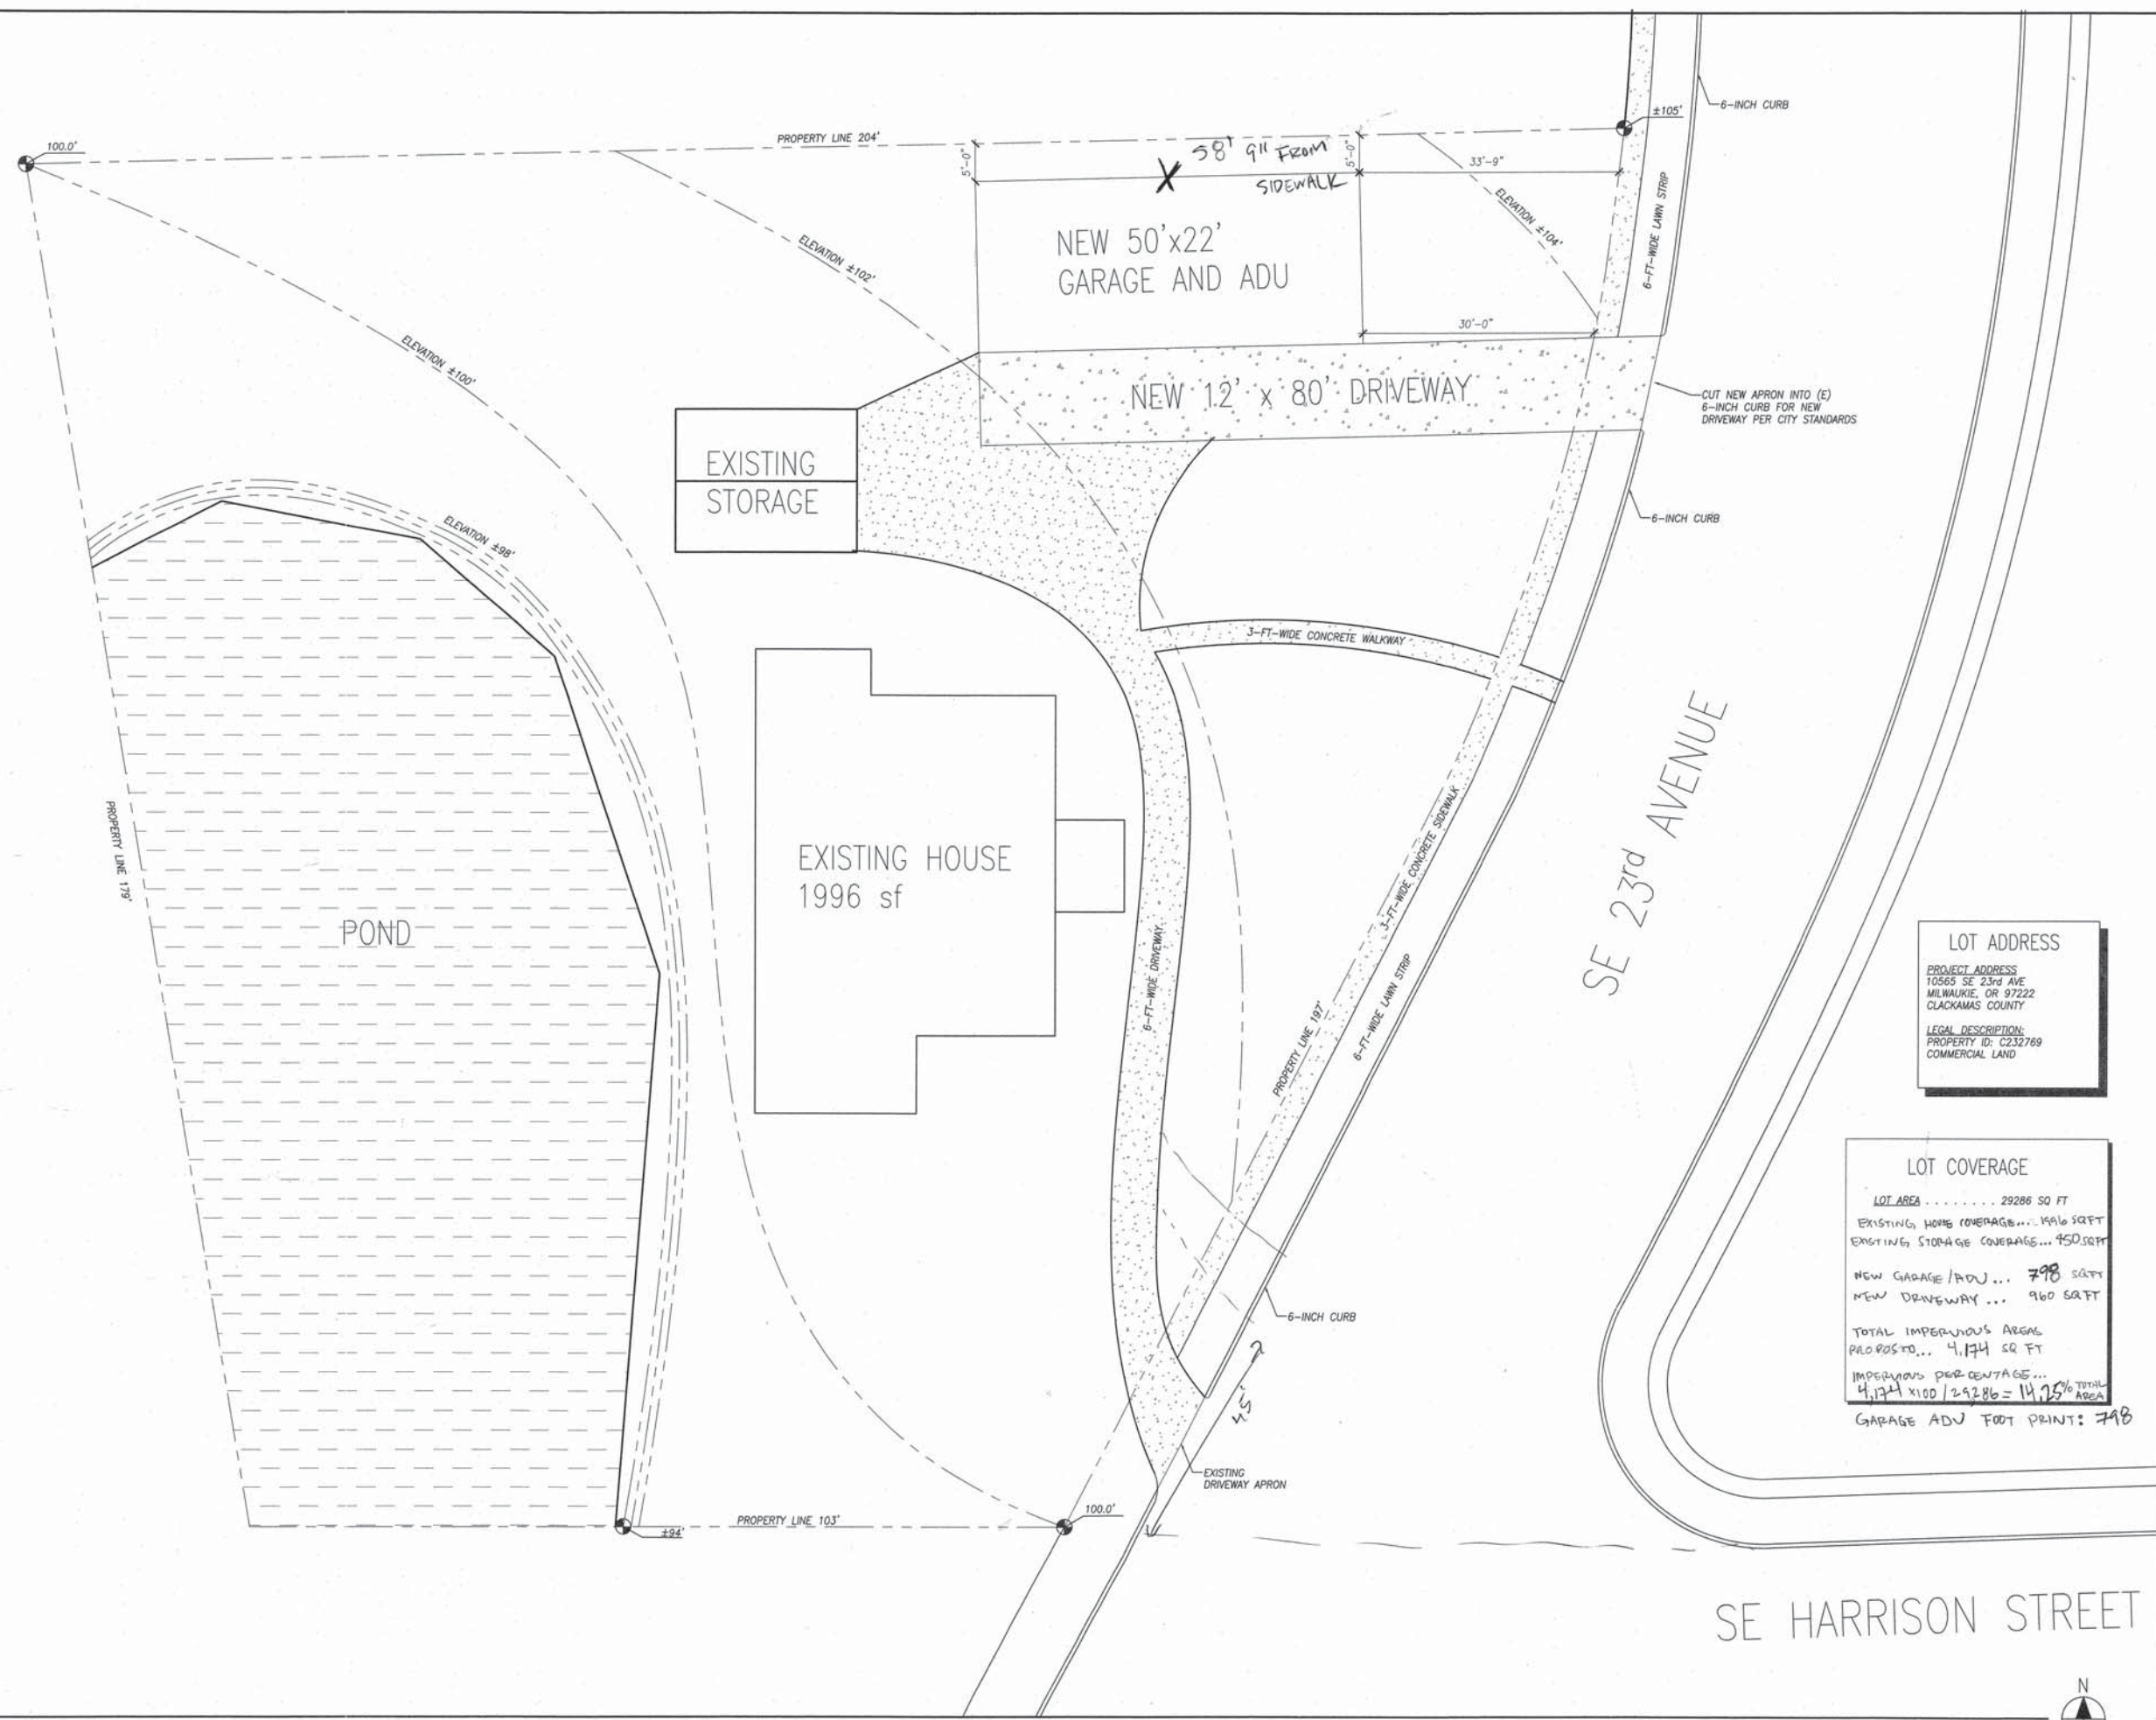 100.0'
PROPERTY LINE 204'
±105'
6-INCH CURB
5'-0"
58' 9" FROM
SIDEWALK
5'-0"
33'-9"
ELEVATION ±104'
6-FT-WIDE LAWN STRIP
ELEVATION ±102'
NEW 50'x22'
GARAGE AND ADU
30'-0"
ELEVATION ±100'
NEW 12' x 80' DRIVEWAY
CUT NEW APRON INTO (E)
6-INCH CURB FOR NEW
DRIVEWAY PER CITY STANDARDS
EXISTING
STORAGE
6-INCH CURB
ELEVATION ±98'
3-FT-WIDE CONCRETE WALKWAY
SE 23rd AVENUE
PROPERTY LINE 179'
EXISTING HOUSE
1996 sf
3-FT-WIDE CONCRETE SIDEWALK
POND
6-FT-WIDE DRIVEWAY
PROPERTY LINE 197'
6-FT-WIDE LAWN STRIP
LOT ADDRESS
PROJECT ADDRESS
10565 SE 23rd AVE
MILWAUKIE, OR 97222
CLACKAMAS COUNTY
LEGAL DESCRIPTION:
PROPERTY ID: C232769
COMMERCIAL LAND
LOT COVERAGE
LOT AREA ........ 29286 SQ FT
EXISTING HOME COVERAGE... 1996 SQFT
EXISTING STORAGE COVERAGE... 450 SQFT
NEW GARAGE/ADU... 798 SQFT
NEW DRIVEWAY... 960 SQFT
TOTAL IMPERVIOUS AREAS
PROPOSED... 4,174 SQ FT
IMPERVIOUS PERCENTAGE...
4,174 x100 / 29286 = 14.25% TOTAL AREA
GARAGE ADU FOOT PRINT: 798
6-INCH CURB
45'
EXISTING
DRIVEWAY APRON
100.0'
±94'
PROPERTY LINE 103'
SE HARRISON STREET
N